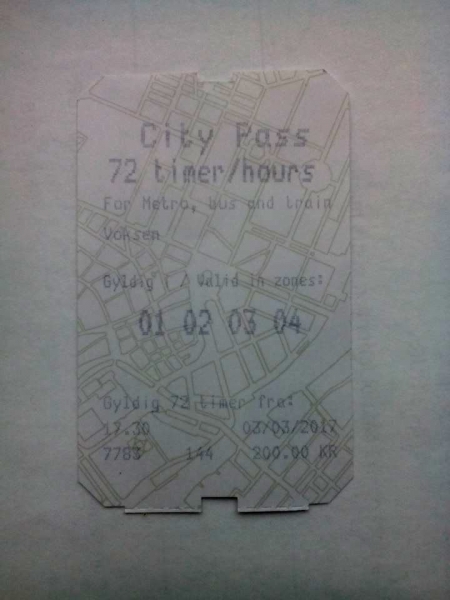 City Pass
72 timer/hours
For Metro, bus and train
Voksen
Gyldig i / Valid in zones:
01 02 03 04
Gyldig 72 timer fra:
17.30 03/03/2017
7783 144 200.00 KR